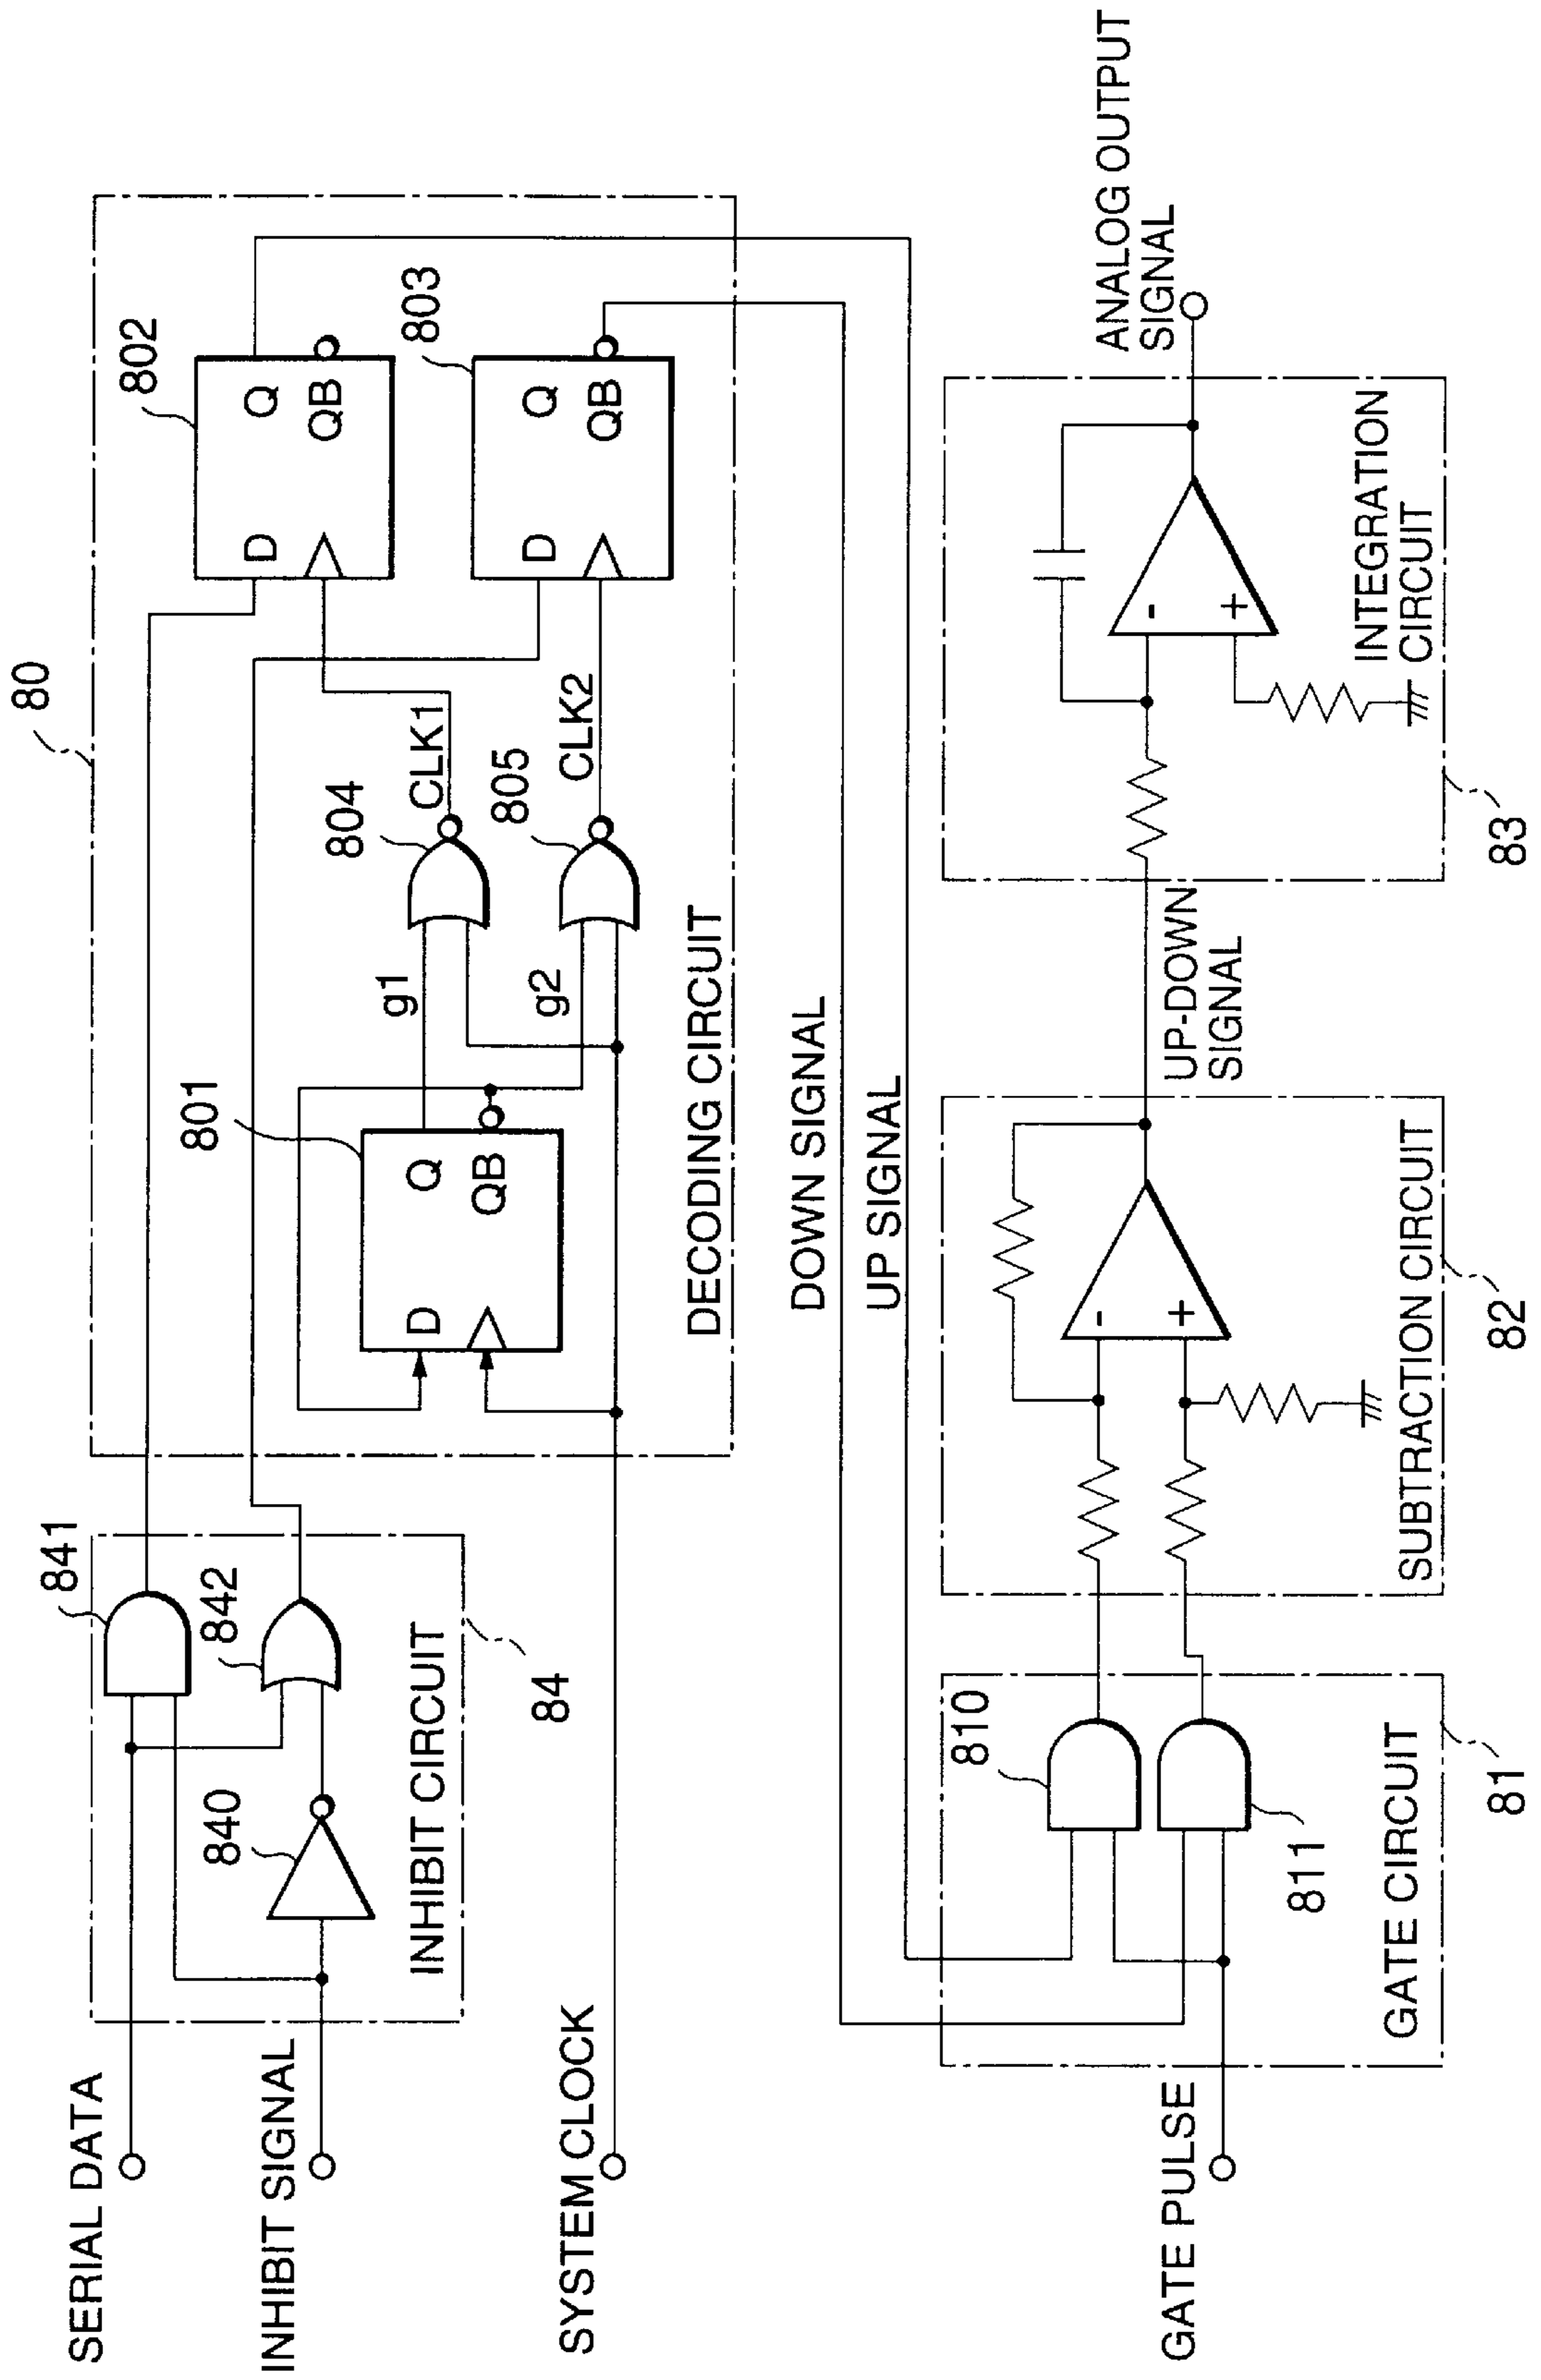 80
SERIAL DATA
INHIBIT SIGNAL
SYSTEM CLOCK
840
841
842
INHIBIT CIRCUIT
84
801
D
Q
QB
g1
g2
804
805
CLK1
CLK2
802
D
Q
QB
803
D
Q
QB
DECODING CIRCUIT
DOWN SIGNAL
UP SIGNAL
GATE PULSE
810
811
GATE CIRCUIT
81
-
+
SUBTRACTION CIRCUIT
82
UP-DOWN
SIGNAL
-
+
INTEGRATION
CIRCUIT
83
ANALOG OUTPUT
SIGNAL